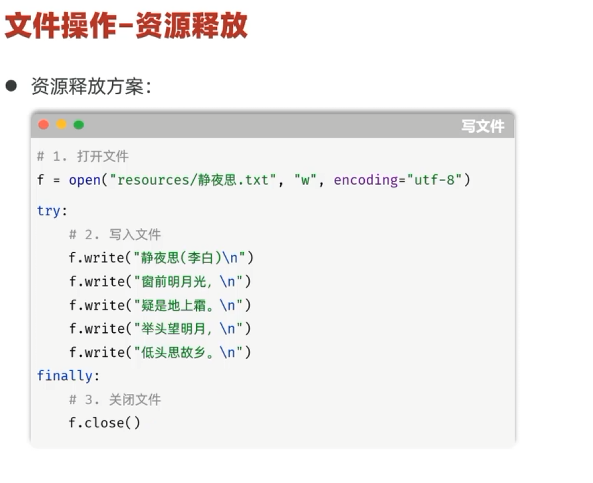 文件操作-资源释放
● 资源释放方案：
写文件
# 1. 打开文件
f = open("resources/静夜思.txt", "w", encoding="utf-8")
try:
    # 2. 写入文件
    f.write("静夜思(李白)\n")
    f.write("窗前明月光，\n")
    f.write("疑是地上霜。\n")
    f.write("举头望明月，\n")
    f.write("低头思故乡。\n")
finally:
    # 3. 关闭文件
    f.close()